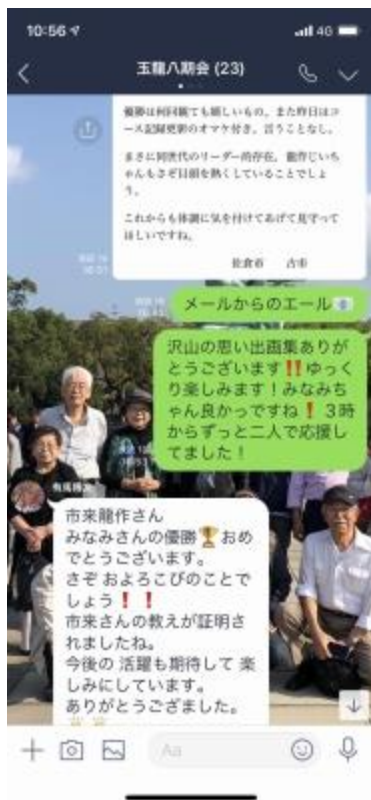 10:56
4G
玉龍八期会 (23)
優勝は何回観ても嬉しいもの。また昨日はコ
ース記録更新のオマケ付き。言うことなし。
まさに同世代のリーダー的存在。龍作じいち
ゃんもさぞ目頭を熱くしていることでしょ
う。
これからも体調に気を付けてあげて見守って
ほしいですね。
佐倉市 古市
メールからのエール📧
沢山の思い出画集ありが
とうございます‼️ゆっく
り楽しみます！みなみち
ゃん良かっですね❗３時
からずっと二人で応援し
てました！
市来龍作さん
みなみさんの優勝🏆おめ
でとうございます。
さぞ およろこびのことで
しょう❗❗
市来さんの教えが証明さ
れましたね。
今後の 活躍も期待して 楽
しみにしています。
ありがとうござました。
Aa